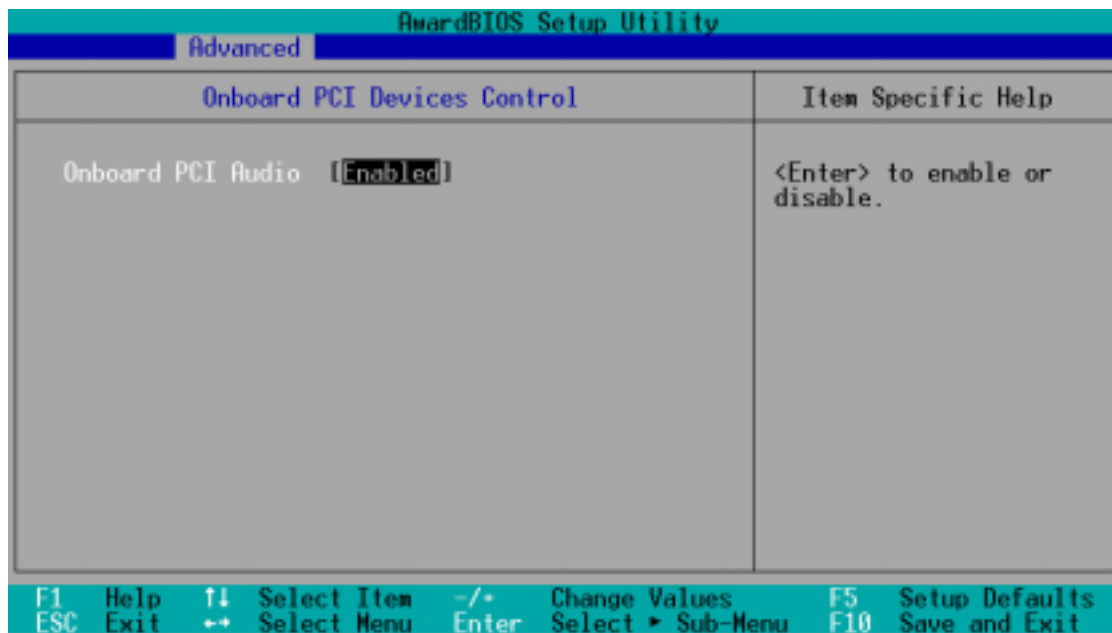 AwardBIOS Setup Utility
Advanced
Onboard PCI Devices Control
Item Specific Help
Onboard PCI Audio [Enabled]
<Enter> to enable or
disable.
F1 Help ↑↓ Select Item -/+ Change Values F5 Setup Defaults
ESC Exit ←→ Select Menu Enter Select ► Sub-Menu F10 Save and Exit